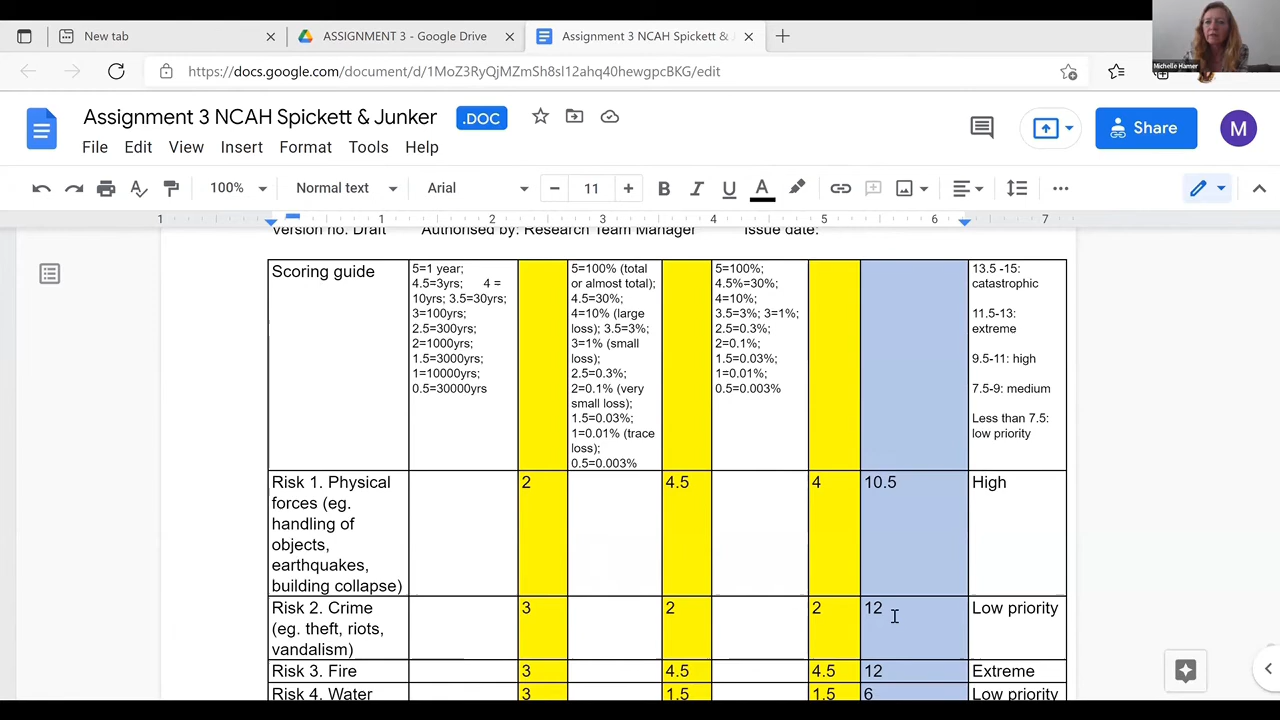 New tab
ASSIGNMENT 3 - Google Drive
Assignment 3 NCAH Spickett &
Michelle Hamer
Assignment 3 NCAH Spickett & Junker
.DOC
File Edit View Insert Format Tools Help
Share
M
100%
Normal text
Arial
11
B I U A
1 1 2 3 4 5 6 7
Version no. Draft Authorised by: Research Team Manager Issue date:
Scoring guide
5=1 year;
4.5=3yrs; 4 =
10yrs; 3.5=30yrs;
3=100yrs;
2.5=300yrs;
2=1000yrs;
1.5=3000yrs;
1=10000yrs;
0.5=30000yrs
5=100% (total
or almost total);
4.5=30%;
4=10% (large
loss); 3.5=3%;
3=1% (small
loss);
2.5=0.3%;
2=0.1% (very
small loss);
1.5=0.03%;
1=0.01% (trace
loss);
0.5=0.003%
5=100%;
4.5%=30%;
4=10%;
3.5=3%; 3=1%;
2.5=0.3%;
2=0.1%;
1.5=0.03%;
1=0.01%;
0.5=0.003%
13.5 -15:
catastrophic
11.5-13:
extreme
9.5-11: high
7.5-9: medium
Less than 7.5:
low priority
Risk 1. Physical
forces (eg.
handling of
objects,
earthquakes,
building collapse)
2
4.5
4
10.5
High
Risk 2. Crime
(eg. theft, riots,
vandalism)
3
2
2
12
Low priority
Risk 3. Fire
3
4.5
4.5
12
Extreme
Risk 4. Water
3
1.5
1.5
6
Low priority